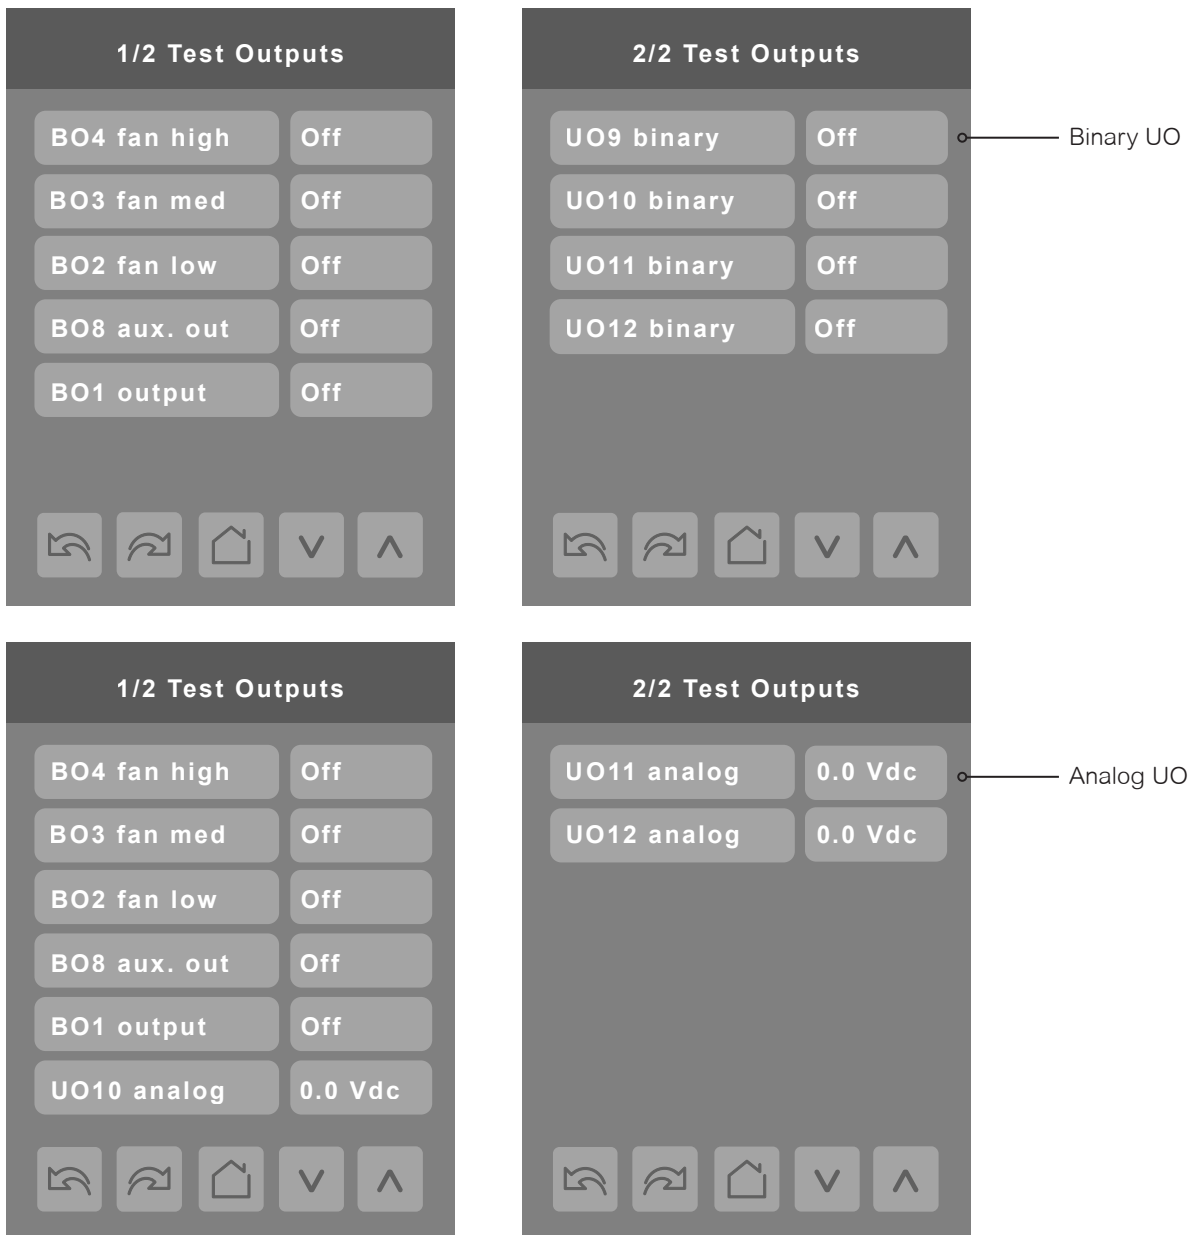 1/2 Test Outputs
BO4 fan high Off
BO3 fan med Off
BO2 fan low Off
BO8 aux. out Off
BO1 output Off
2/2 Test Outputs
UO9 binary Off
UO10 binary Off
UO11 binary Off
UO12 binary Off
Binary UO
1/2 Test Outputs
BO4 fan high Off
BO3 fan med Off
BO2 fan low Off
BO8 aux. out Off
BO1 output Off
UO10 analog 0.0 Vdc
2/2 Test Outputs
UO11 analog 0.0 Vdc
UO12 analog 0.0 Vdc
Analog UO